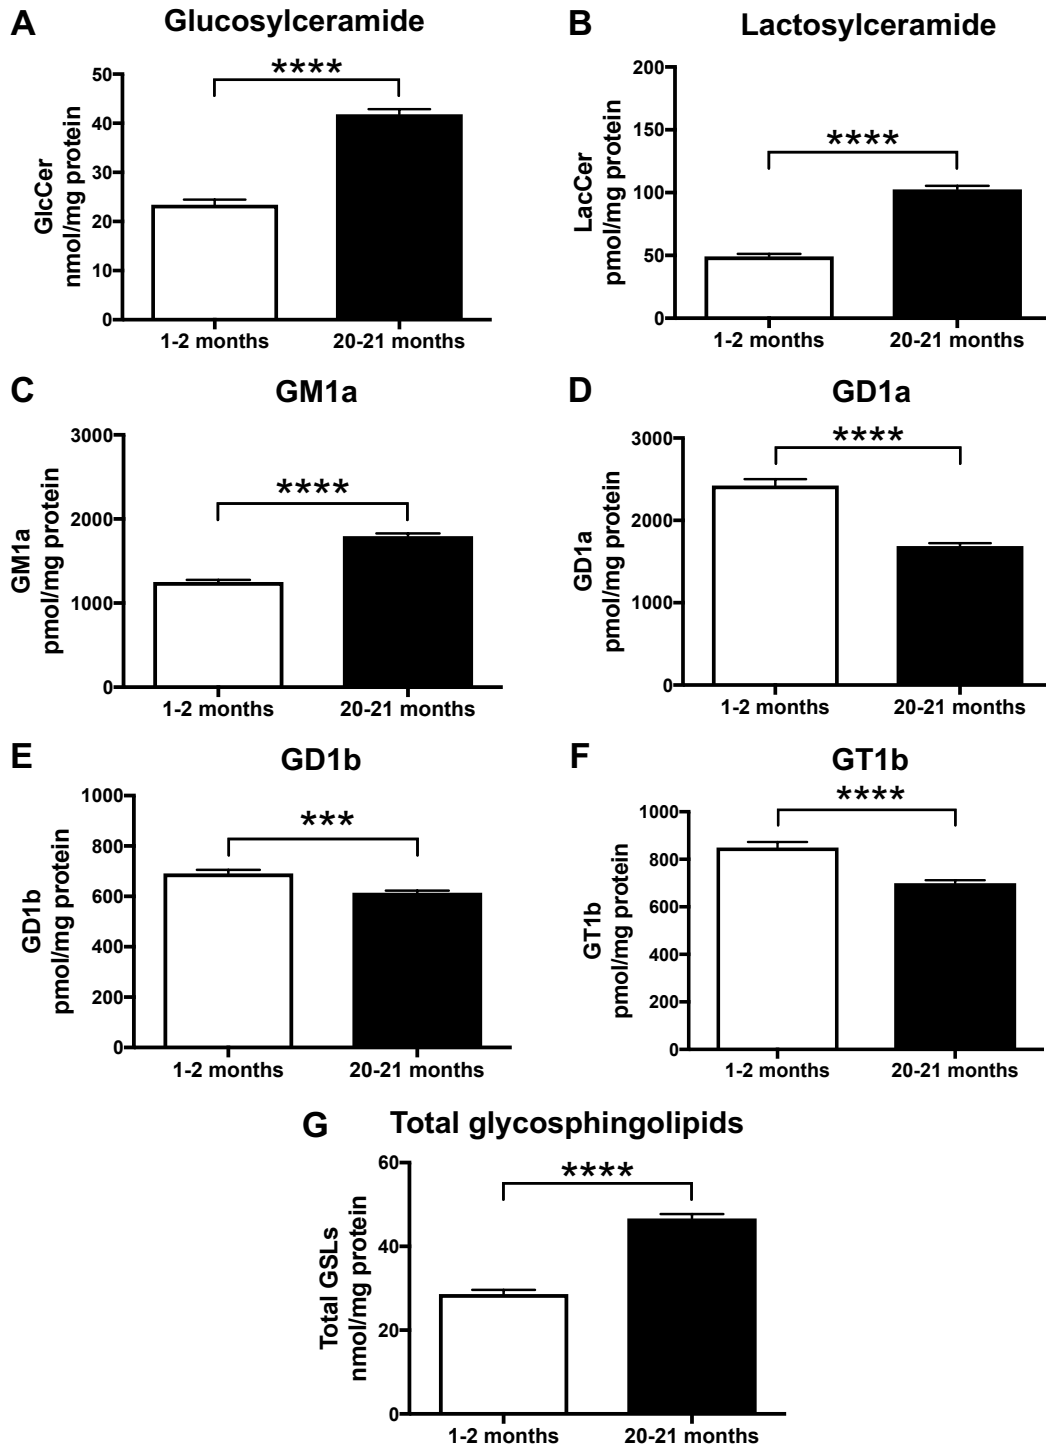 A
Glucosylceramide
GlcCer
nmol/mg protein
50
40
30
20
10
0
****
1-2 months
20-21 months
B
Lactosylceramide
LacCer
pmol/mg protein
200
150
100
50
0
****
1-2 months
20-21 months
C
GM1a
GM1a
pmol/mg protein
3000
2000
1000
0
****
1-2 months
20-21 months
D
GD1a
GD1a
pmol/mg protein
3000
2000
1000
0
****
1-2 months
20-21 months
E
GD1b
GD1b
pmol/mg protein
1000
800
600
400
200
0
***
1-2 months
20-21 months
F
GT1b
GT1b
pmol/mg protein
1000
800
600
400
200
0
****
1-2 months
20-21 months
G
Total glycosphingolipids
Total GSLs
nmol/mg protein
60
40
20
0
****
1-2 months
20-21 months